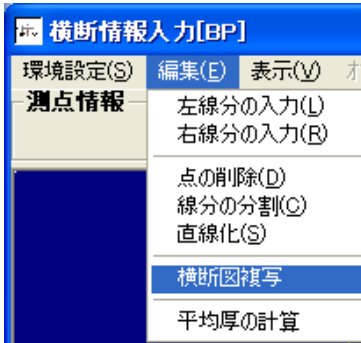 横断情報入力[BP]
環境設定(S) 編集(E) 表示(V)
測点情報
左線分の入力(L)
右線分の入力(R)
点の削除(D)
線分の分割(C)
直線化(S)
横断図複写
平均厚の計算